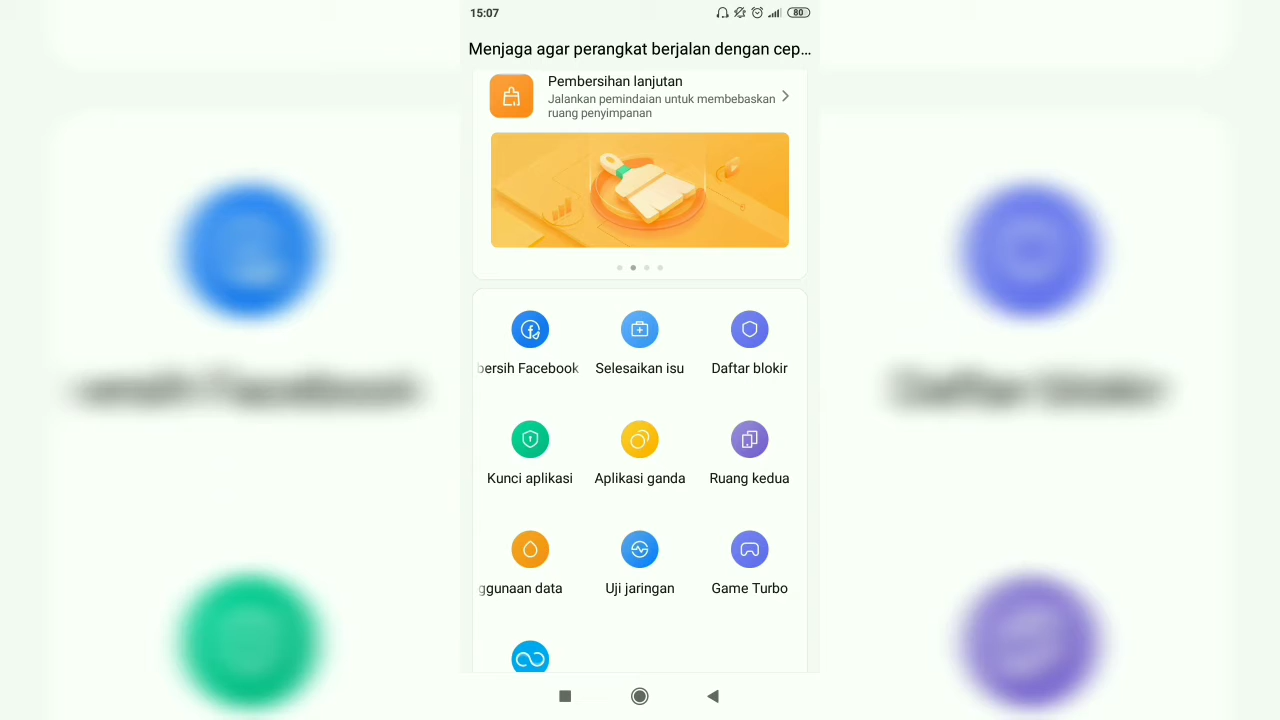 15:07
80
Menjaga agar perangkat berjalan dengan cep...
Pembersihan lanjutan
Jalankan pemindaian untuk membebaskan
ruang penyimpanan
bersih Facebook
Selesaikan isu
Daftar blokir
Kunci aplikasi
Aplikasi ganda
Ruang kedua
ggunaan data
Uji jaringan
Game Turbo